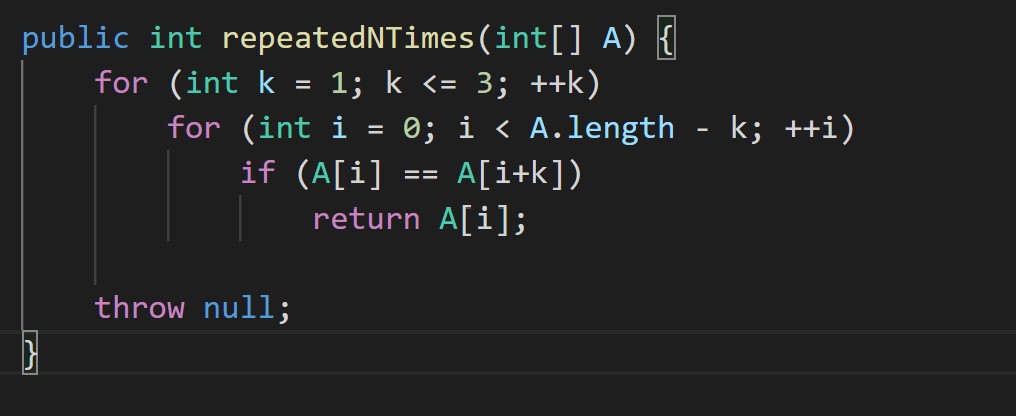 public int repeatedNTimes(int[] A) {
    for (int k = 1; k <= 3; ++k)
        for (int i = 0; i < A.length - k; ++i)
            if (A[i] == A[i+k])
                return A[i];

    throw null;
}